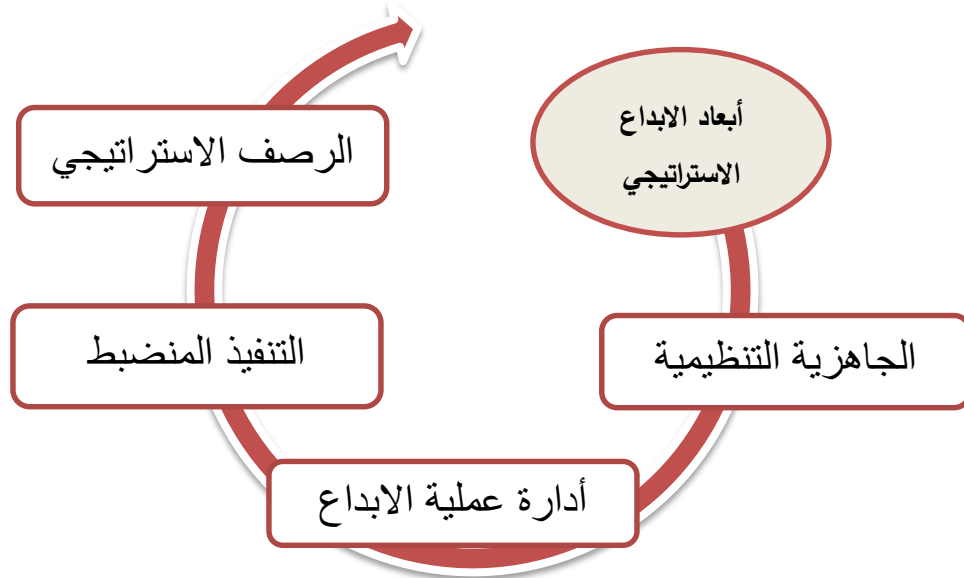 أبعاد الابداع
الاستراتيجي
الجاهزية التنظيمية
أدارة عملية الابداع
التنفيذ المنضبط
الرصف الاستراتيجي